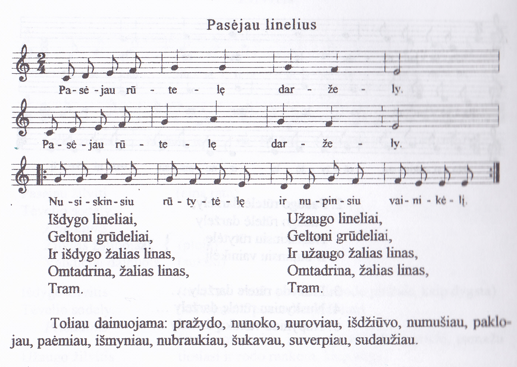 Pasėjau linelius
2
4
Pa-sė-jau rū - te - lę dar - že - ly.
Pa-sė-jau rū - te - lę dar - že - ly.
Nu-si-skin-siu rū-ty-tė-lę ir nu-pin-siu vai-ni-kė-lį.
Išdygo lineliai,
Geltoni grūdeliai,
Ir išdygo žalias linas,
Omtadrina, žalias linas,
Tram.
Užaugo lineliai,
Geltoni grūdeliai,
Ir užaugo žalias linas,
Omtadrina, žalias linas,
Tram.
Toliau dainuojama: pražydo, nunoko, nuroviau, išdžiūvo, numušiau, paklo-
jau, paėmiau, išmyniau, nubraukiau, šukavau, suverpiau, sudaužiau.